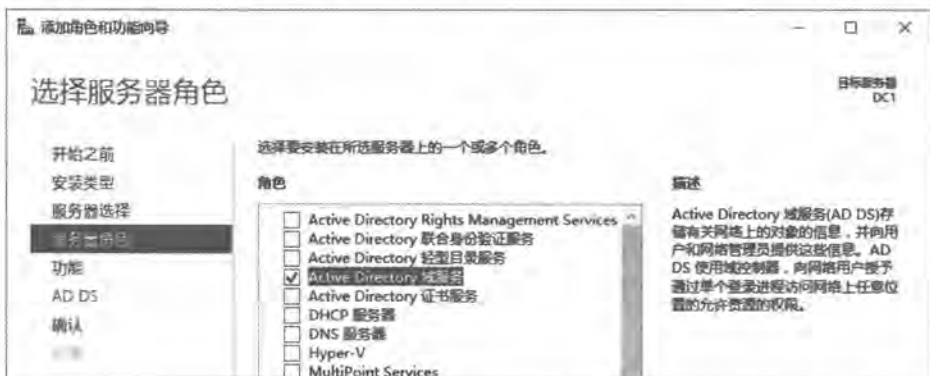 添加角色和功能向导
选择服务器角色
目标服务器
DC1
开始之前
安装类型
服务器选择
服务器角色
功能
AD DS
确认
选择要安装在所选服务器上的一个或多个角色。
角色
Active Directory Rights Management Services
Active Directory 联合身份验证服务
Active Directory 轻型目录服务
Active Directory 域服务
Active Directory 证书服务
DHCP 服务器
DNS 服务器
Hyper-V
MultiPoint Services
描述
Active Directory 域服务(AD DS)存
储有关网络上的对象的信息，并向用
户和网络管理员提供这些信息。AD
DS 使用域控制器，向网络用户授予
通过单个登录进程访问网络上任意位
置的允许资源的权限。